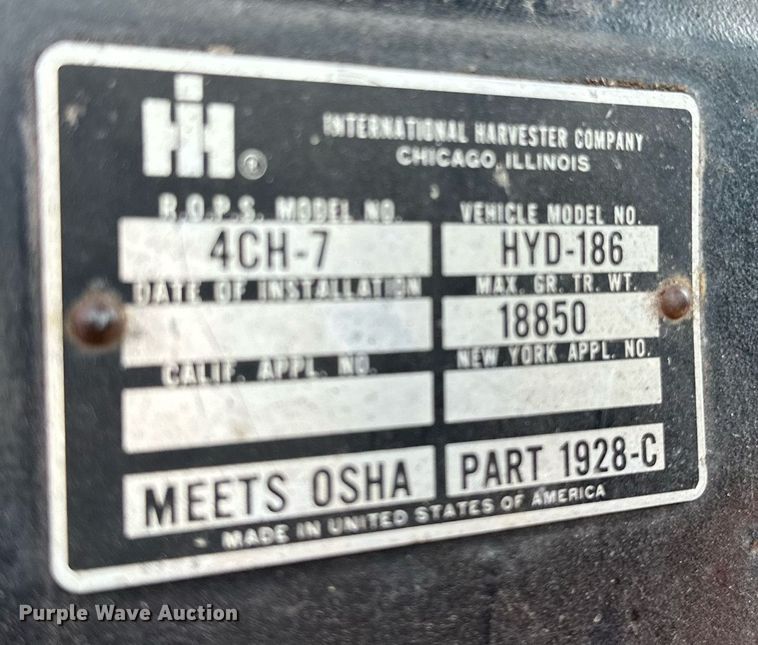 IH ®
INTERNATIONAL HARVESTER COMPANY
CHICAGO, ILLINOIS
R.O.P.S. MODEL NO. VEHICLE MODEL NO.
4CH-7 HYD-186
DATE OF INSTALLATION MAX. GR. TR. WT.
18850
CALIF. APPL. NO. NEW YORK APPL. NO.
MEETS OSHA PART 1928-C
MADE IN UNITED STATES OF AMERICA
Purple Wave Auction